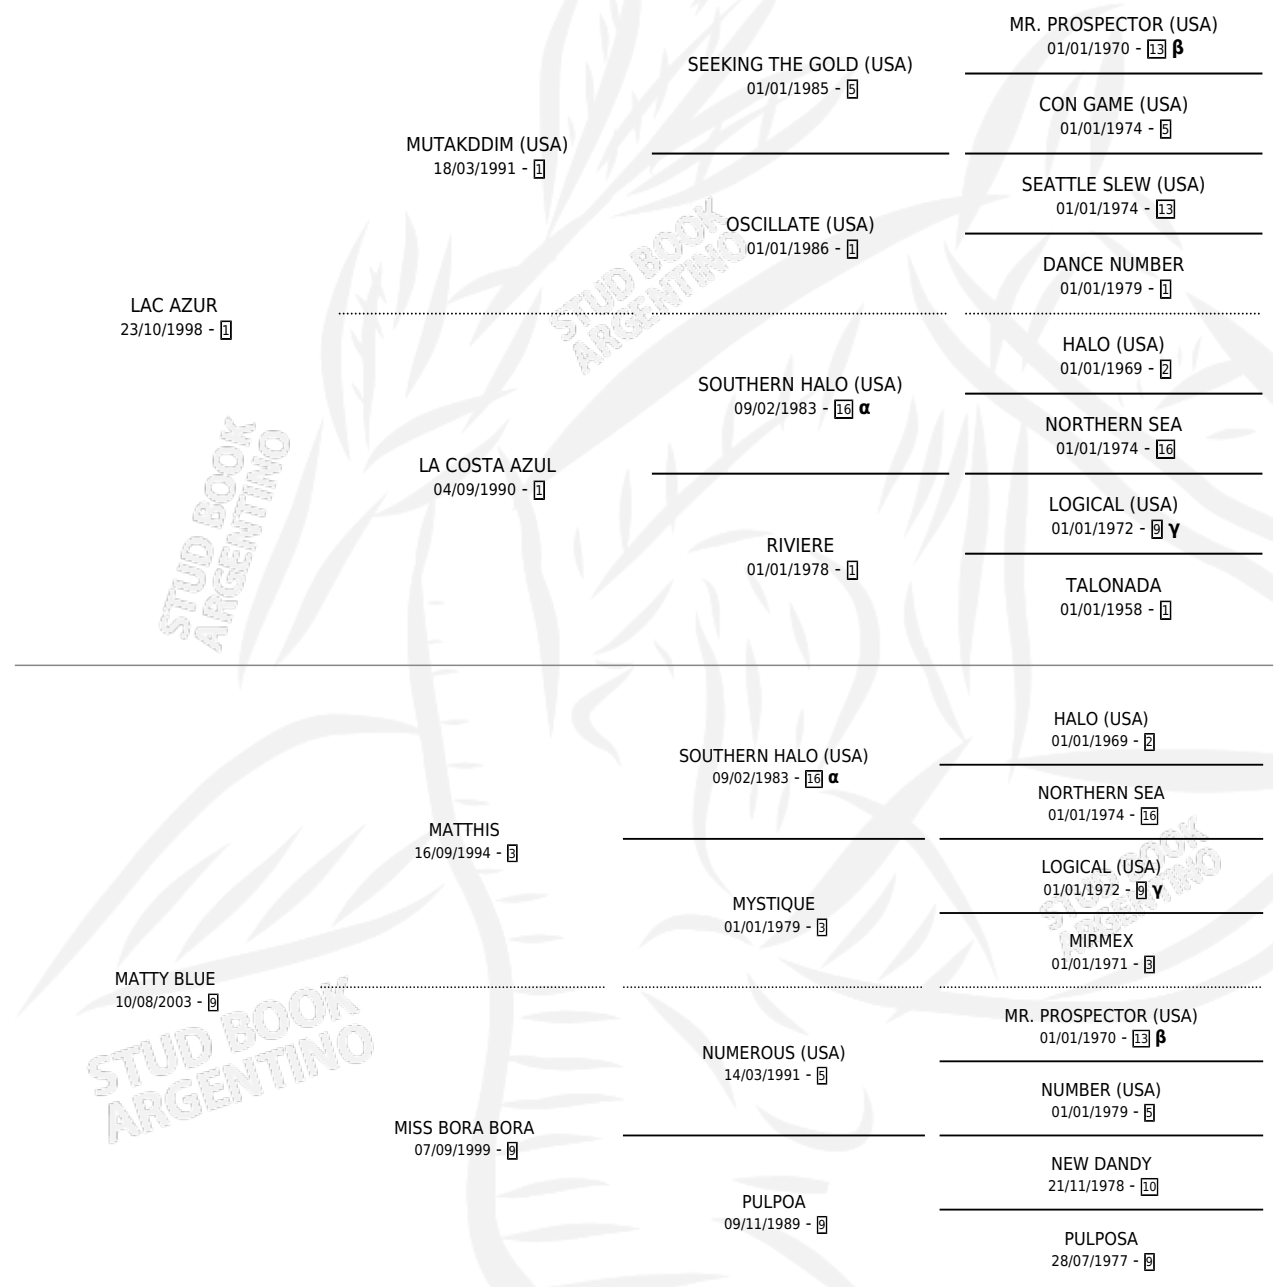 MR. PROSPECTOR (USA)
01/01/1970 - 13 β
SEEKING THE GOLD (USA)
01/01/1985 - 5
CON GAME (USA)
01/01/1974 - 5
MUTAKDDIM (USA)
18/03/1991 - 1
SEATTLE SLEW (USA)
01/01/1974 - 13
OSCILLATE (USA)
01/01/1986 - 1
DANCE NUMBER
01/01/1979 - 1
LAC AZUR
23/10/1998 - 1
HALO (USA)
01/01/1969 - 2
SOUTHERN HALO (USA)
09/02/1983 - 16 α
NORTHERN SEA
01/01/1974 - 16
LA COSTA AZUL
04/09/1990 - 1
LOGICAL (USA)
01/01/1972 - 9 γ
RIVIERE
01/01/1978 - 1
TALONADA
01/01/1958 - 1
STUD BOOK
ARGENTINO
STUD BOOK
ARGENTINO
HALO (USA)
01/01/1969 - 2
SOUTHERN HALO (USA)
09/02/1983 - 16 α
NORTHERN SEA
01/01/1974 - 16
MATTHIS
16/09/1994 - 3
LOGICAL (USA)
01/01/1972 - 9 γ
MYSTIQUE
01/01/1979 - 3
MIRMEX
01/01/1971 - 3
MATTY BLUE
10/08/2003 - 9
MR. PROSPECTOR (USA)
01/01/1970 - 13 β
NUMEROUS (USA)
14/03/1991 - 5
NUMBER (USA)
01/01/1979 - 5
MISS BORA BORA
07/09/1999 - 9
NEW DANDY
21/11/1978 - 10
PULPOA
09/11/1989 - 9
PULPOSA
28/07/1977 - 9
STUD BOOK
ARGENTINO
STUD BOOK
ARGENTINO